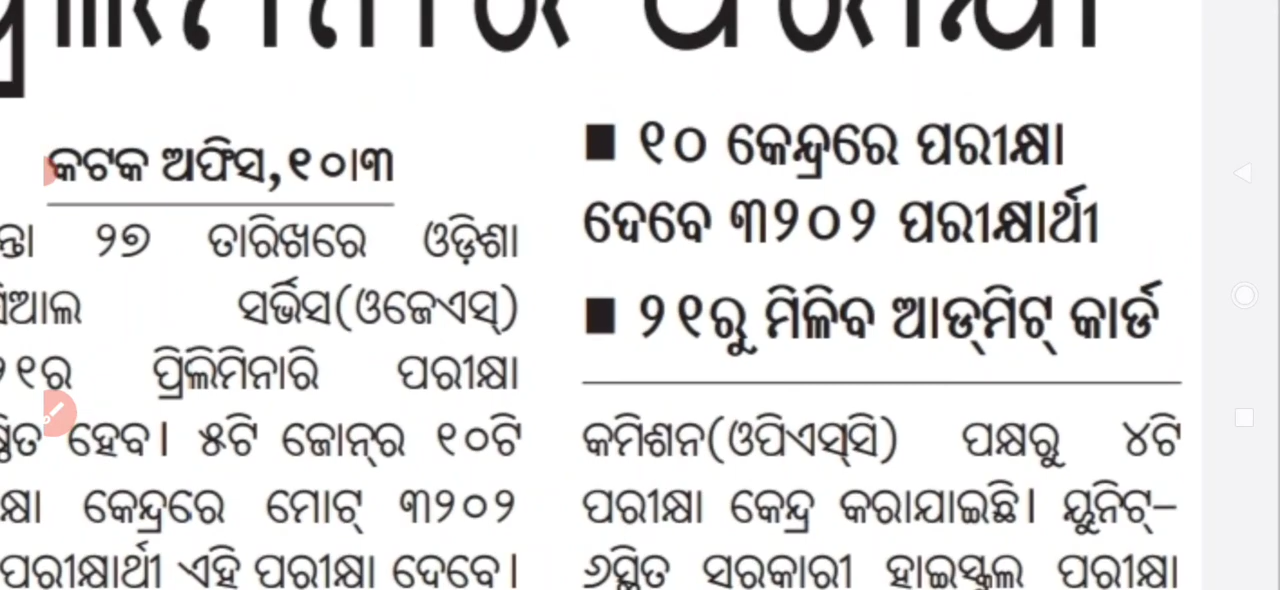 କଟକ ଅଫିସ,୧୦।୩
୨୭ ତାରିଖରେ ଓଡ଼ିଶା
ସର୍ଭିସ(ଓଜେଏସ୍)
ପ୍ରିଲିମିନାରି ପରୀକ୍ଷା
ହେବ। ୫ଟି ଜୋନ୍‌ର ୧୦ଟି
କେନ୍ଦ୍ରରେ ମୋଟ୍ ୩୨୦୨
ପରୀକ୍ଷାର୍ଥୀ ଏହି ପରୀକ୍ଷା ଦେବେ।
■ ୧୦ କେନ୍ଦ୍ରରେ ପରୀକ୍ଷା
ଦେବେ ୩୨୦୨ ପରୀକ୍ଷାର୍ଥୀ
■ ୨୧ରୁ ମିଳିବ ଆଡ୍‌ମିଟ୍ କାର୍ଡ
କମିଶନ(ଓପିଏସ୍‌ସି) ପକ୍ଷରୁ ୪ଟି
ପରୀକ୍ଷା କେନ୍ଦ୍ର କରାଯାଇଛି। ୟୁନିଟ୍-
୬ସ୍ଥିତ ସରକାରୀ ହାଇସ୍କୁଲ ପରୀକ୍ଷା